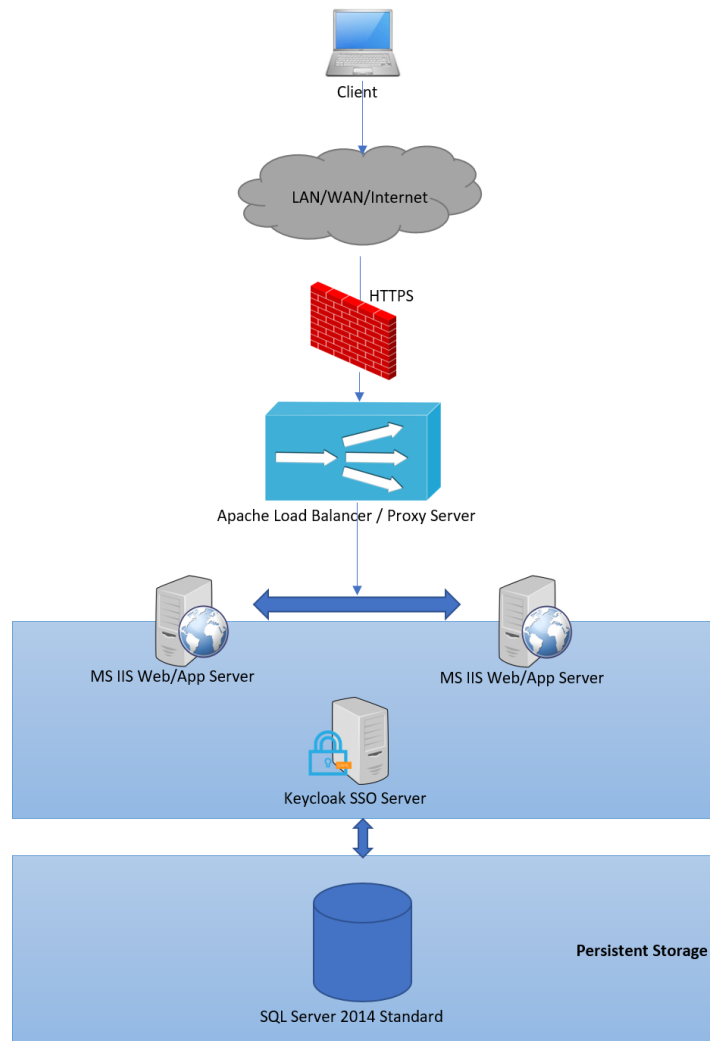 Client
LAN/WAN/Internet
HTTPS
Apache Load Balancer / Proxy Server
MS IIS Web/App Server
MS IIS Web/App Server
Keycloak SSO Server
Persistent Storage
SQL Server 2014 Standard